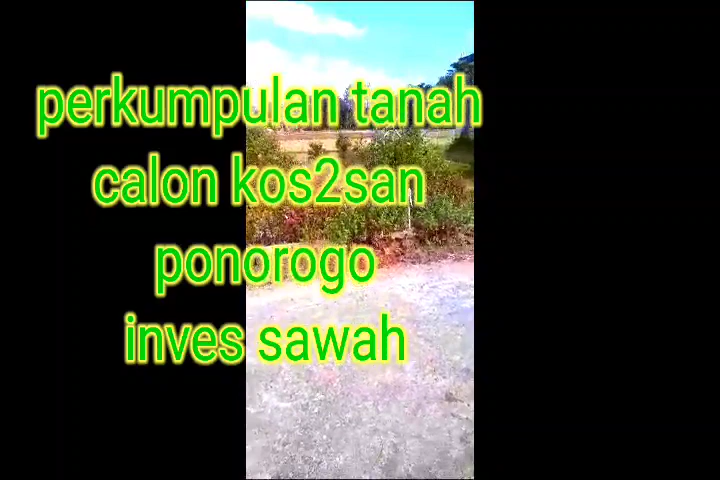 perkumpulan tanah
calon kos2san
ponorogo
inves sawah